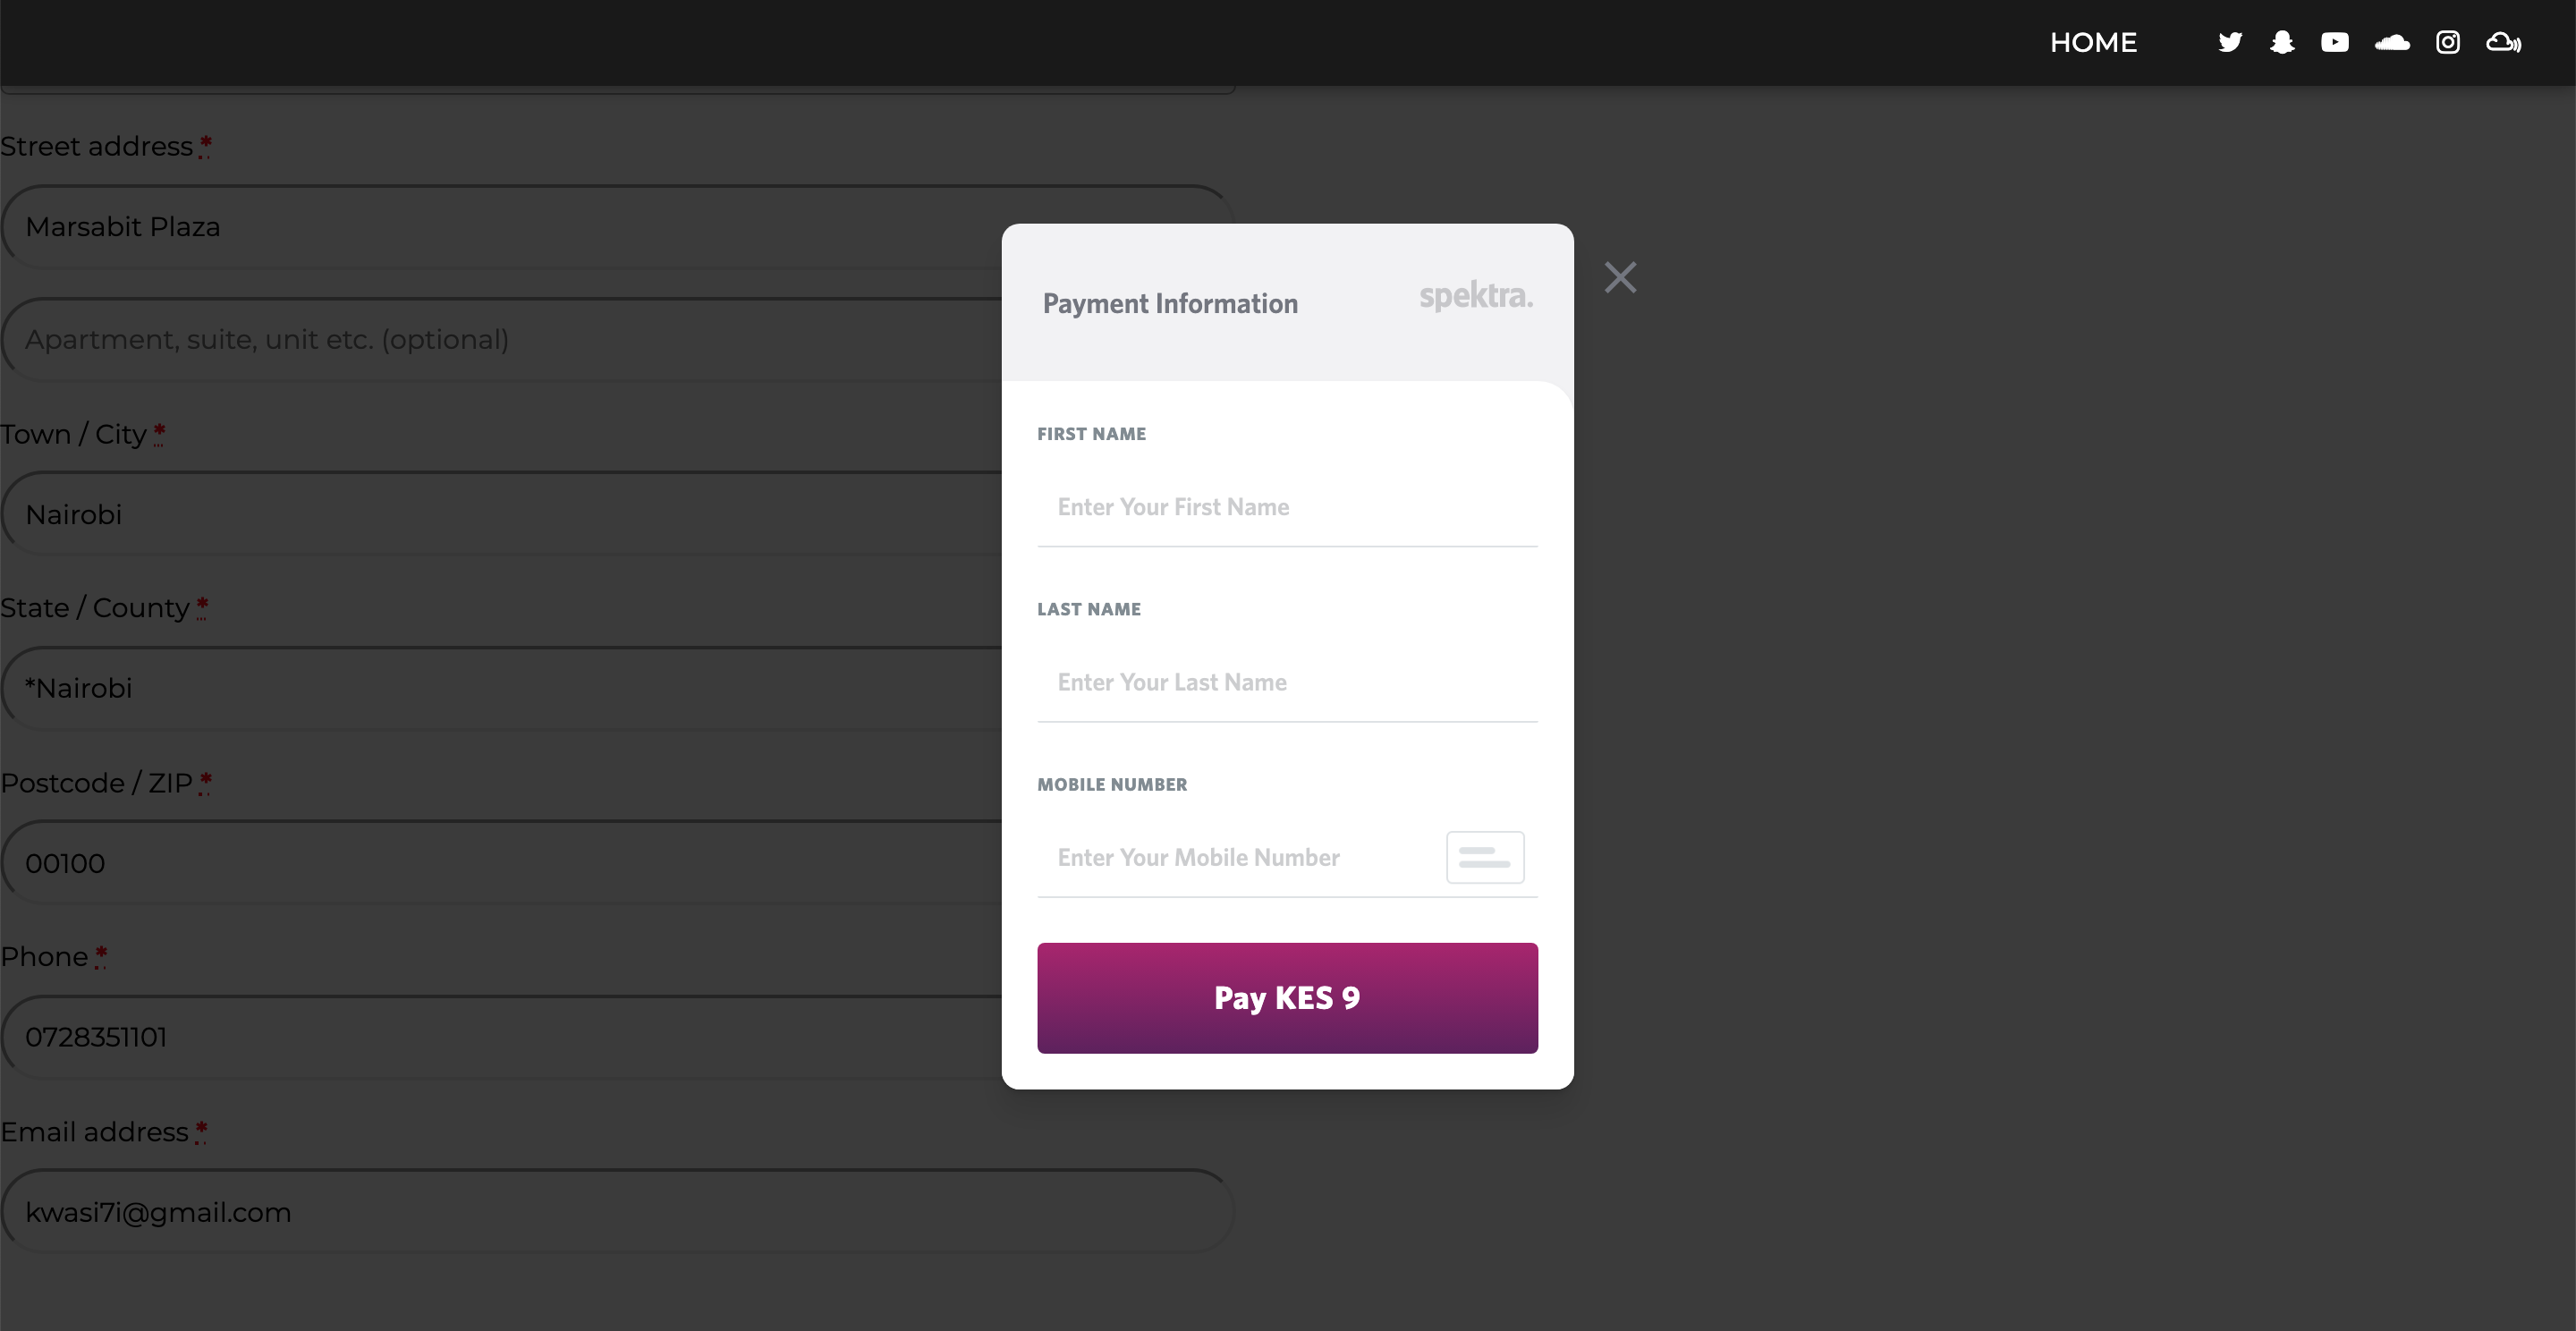 HOME
Street address *
Marsabit Plaza
Apartment, suite, unit etc. (optional)
Town / City *
Nairobi
State / County *
*Nairobi
Postcode / ZIP *
00100
Phone *
0728351101
Email address *
kwasi7i@gmail.com
Payment Information
spektra.
FIRST NAME
Enter Your First Name
LAST NAME
Enter Your Last Name
MOBILE NUMBER
Enter Your Mobile Number
Pay KES 9